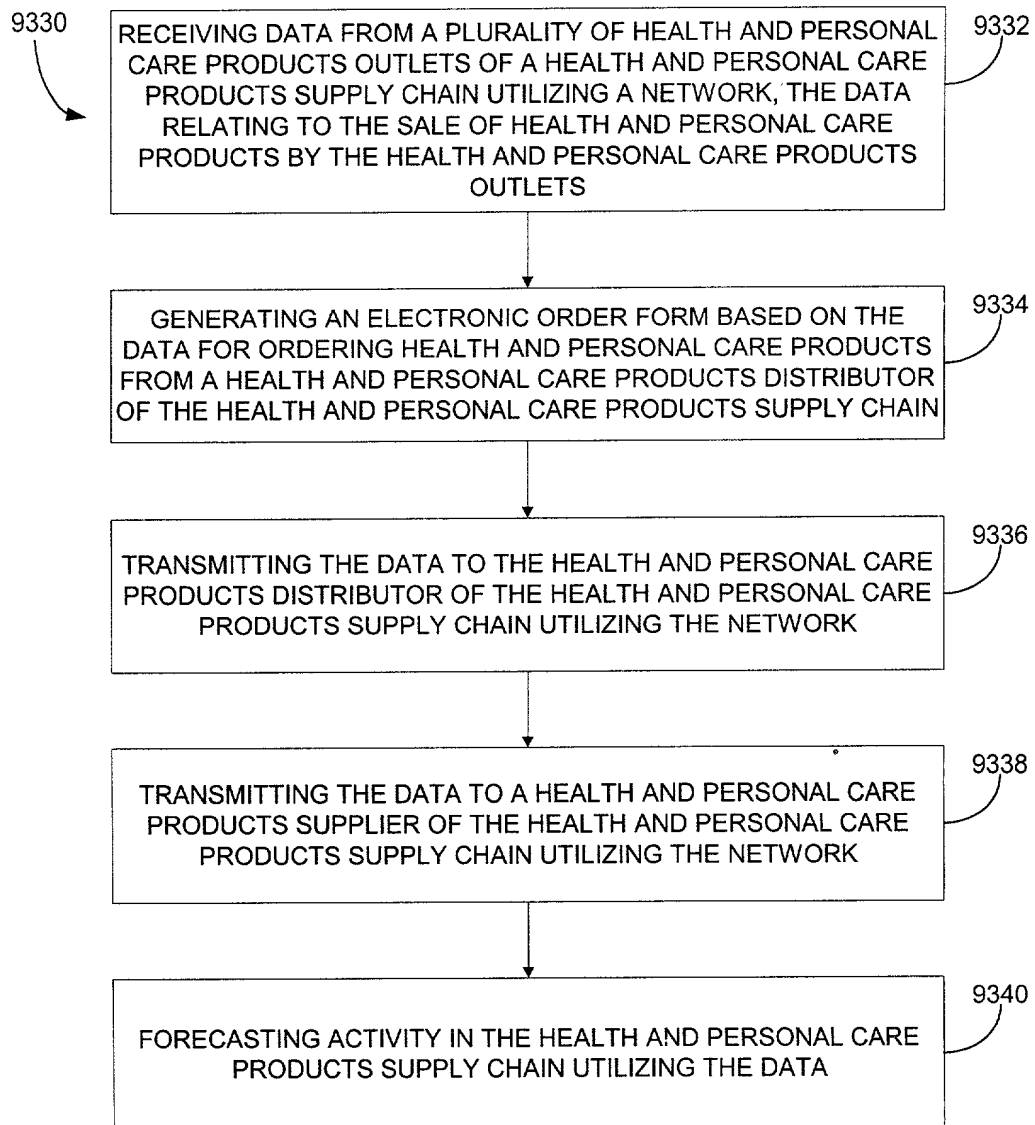 9330
RECEIVING DATA FROM A PLURALITY OF HEALTH AND PERSONAL
CARE PRODUCTS OUTLETS OF A HEALTH AND PERSONAL CARE
PRODUCTS SUPPLY CHAIN UTILIZING A NETWORK, THE DATA
RELATING TO THE SALE OF HEALTH AND PERSONAL CARE
PRODUCTS BY THE HEALTH AND PERSONAL CARE PRODUCTS
OUTLETS
9332
GENERATING AN ELECTRONIC ORDER FORM BASED ON THE
DATA FOR ORDERING HEALTH AND PERSONAL CARE PRODUCTS
FROM A HEALTH AND PERSONAL CARE PRODUCTS DISTRIBUTOR
OF THE HEALTH AND PERSONAL CARE PRODUCTS SUPPLY CHAIN
9334
TRANSMITTING THE DATA TO THE HEALTH AND PERSONAL CARE
PRODUCTS DISTRIBUTOR OF THE HEALTH AND PERSONAL CARE
PRODUCTS SUPPLY CHAIN UTILIZING THE NETWORK
9336
TRANSMITTING THE DATA TO A HEALTH AND PERSONAL CARE
PRODUCTS SUPPLIER OF THE HEALTH AND PERSONAL CARE
PRODUCTS SUPPLY CHAIN UTILIZING THE NETWORK
9338
FORECASTING ACTIVITY IN THE HEALTH AND PERSONAL CARE
PRODUCTS SUPPLY CHAIN UTILIZING THE DATA
9340